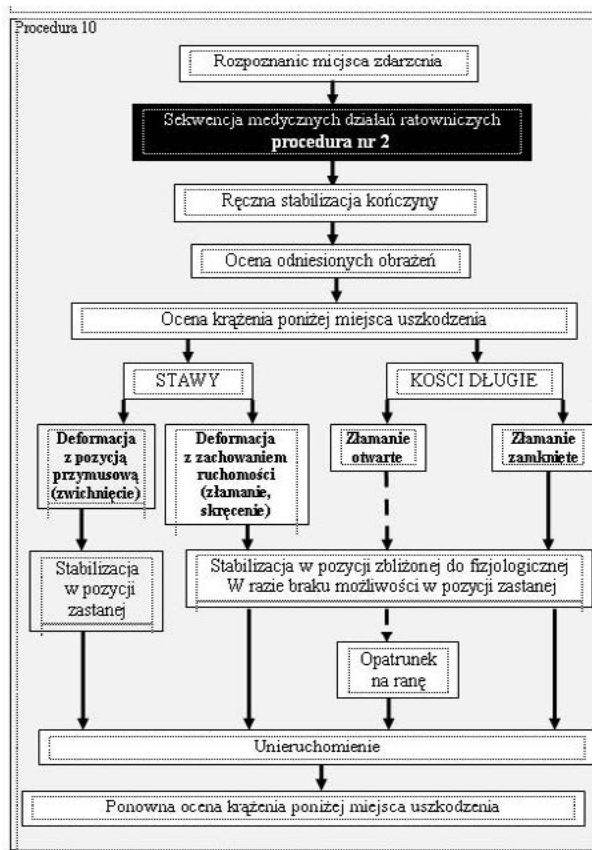 Procedura 10
Rozpoznanie miejsca zdarzenia
Sekwencja medycznych działań ratowniczych
procedura nr 2
Ręczna stabilizacja kończyny
Ocena odniesionych obrażeń
Ocena krążenia poniżej miejsca uszkodzenia
STAWY
KOŚCI DŁUGIE
Deformacja
z pozycją
przymusową
(zwichnięcie)
Deformacja
z zachowaniem
ruchomości
(złamanie,
skręcenie)
Złamanie
otwarte
Złamanie
zamknięte
Stabilizacja
w pozycji
zastanej
Stabilizacja w pozycji zbliżonej do fizjologicznej
W razie braku możliwości w pozycji zastanej
Opatrunek
na ranę
Unieruchomienie
Ponowna ocena krążenia poniżej miejsca uszkodzenia